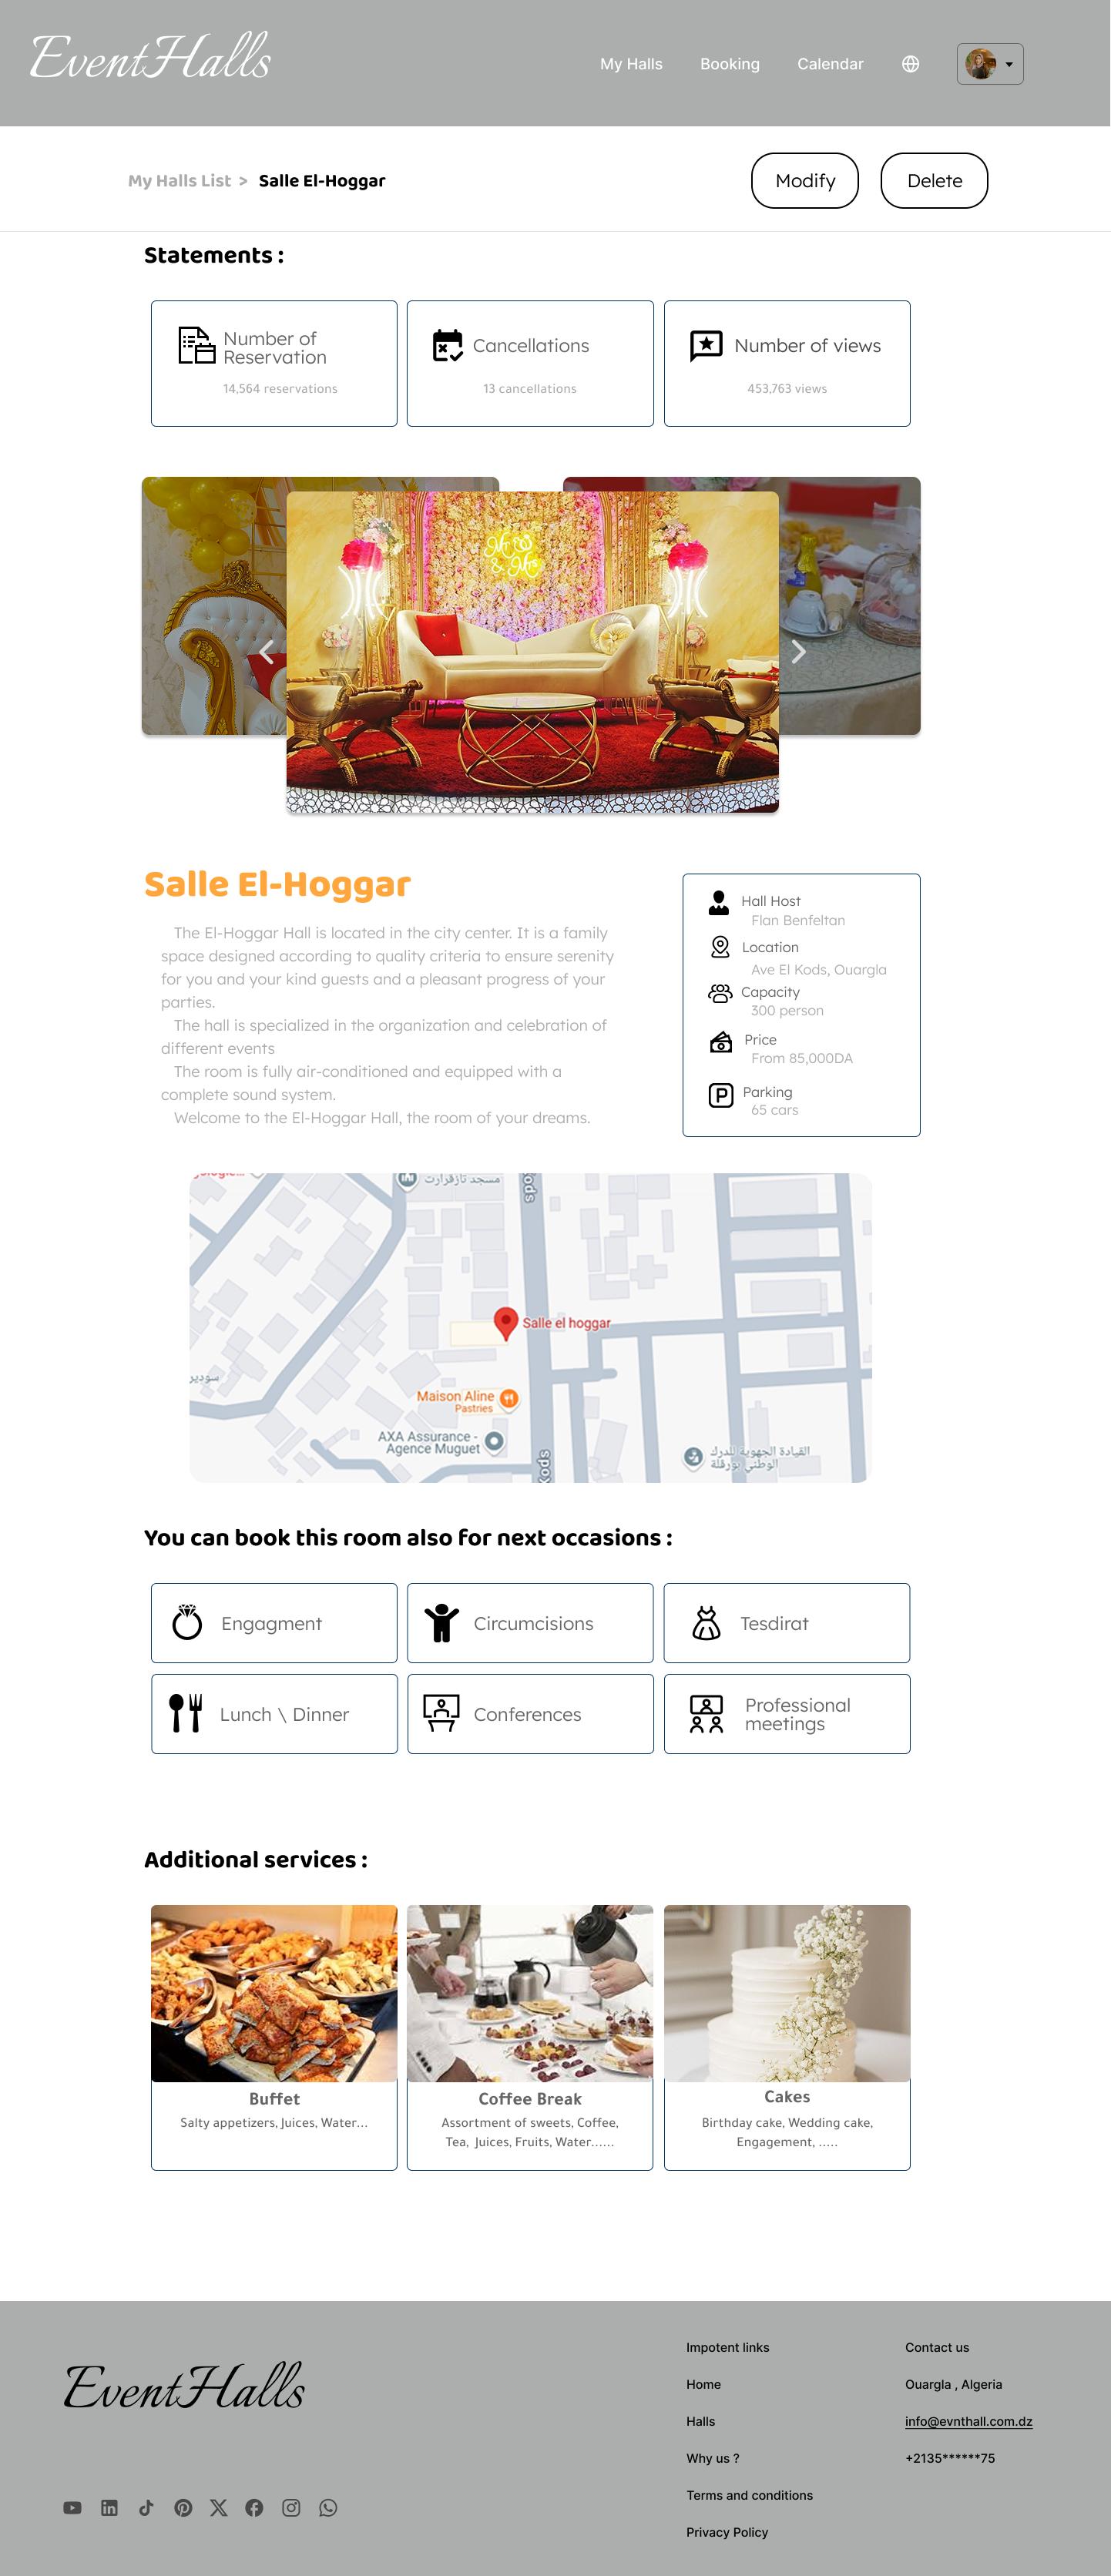 EventHalls
My Halls
Booking
Calendar
My Halls List > Salle El-Hoggar
Modify
Delete
Statements :
Number of
Reservation
14,564 reservations
Cancellations
13 cancellations
Number of views
453,763 views
Mr
& Mrs
Salle El-Hoggar
The El-Hoggar Hall is located in the city center. It is a family
space designed according to quality criteria to ensure serenity
for you and your kind guests and a pleasant progress of your
parties.
The hall is specialized in the organization and celebration of
different events
The room is fully air-conditioned and equipped with a
complete sound system.
Welcome to the El-Hoggar Hall, the room of your dreams.
Hall Host
Flan Benfeltan
Location
Ave El Kods, Ouargla
Capacity
300 person
Price
From 85,000DA
P
Parking
65 cars
مسجد تازقرارت
Salle el hoggar
Maison Aline
Pastries
AXA Assurance -
Agence Muguet
القيادة الجهوية للدرك
الوطني بورقلة
You can book this room also for next occasions :
Engagment
Circumcisions
Tesdirat
Lunch \ Dinner
Conferences
Professional
meetings
Additional services :
Buffet
Salty appetizers, Juices, Water...
Coffee Break
Assortment of sweets, Coffee,
Tea, Juices, Fruits, Water......
Cakes
Birthday cake, Wedding cake,
Engagement, .....
EventHalls
Impotent links
Home
Halls
Why us ?
Terms and conditions
Privacy Policy
Contact us
Ouargla , Algeria
info@evnthall.com.dz
+2135******75